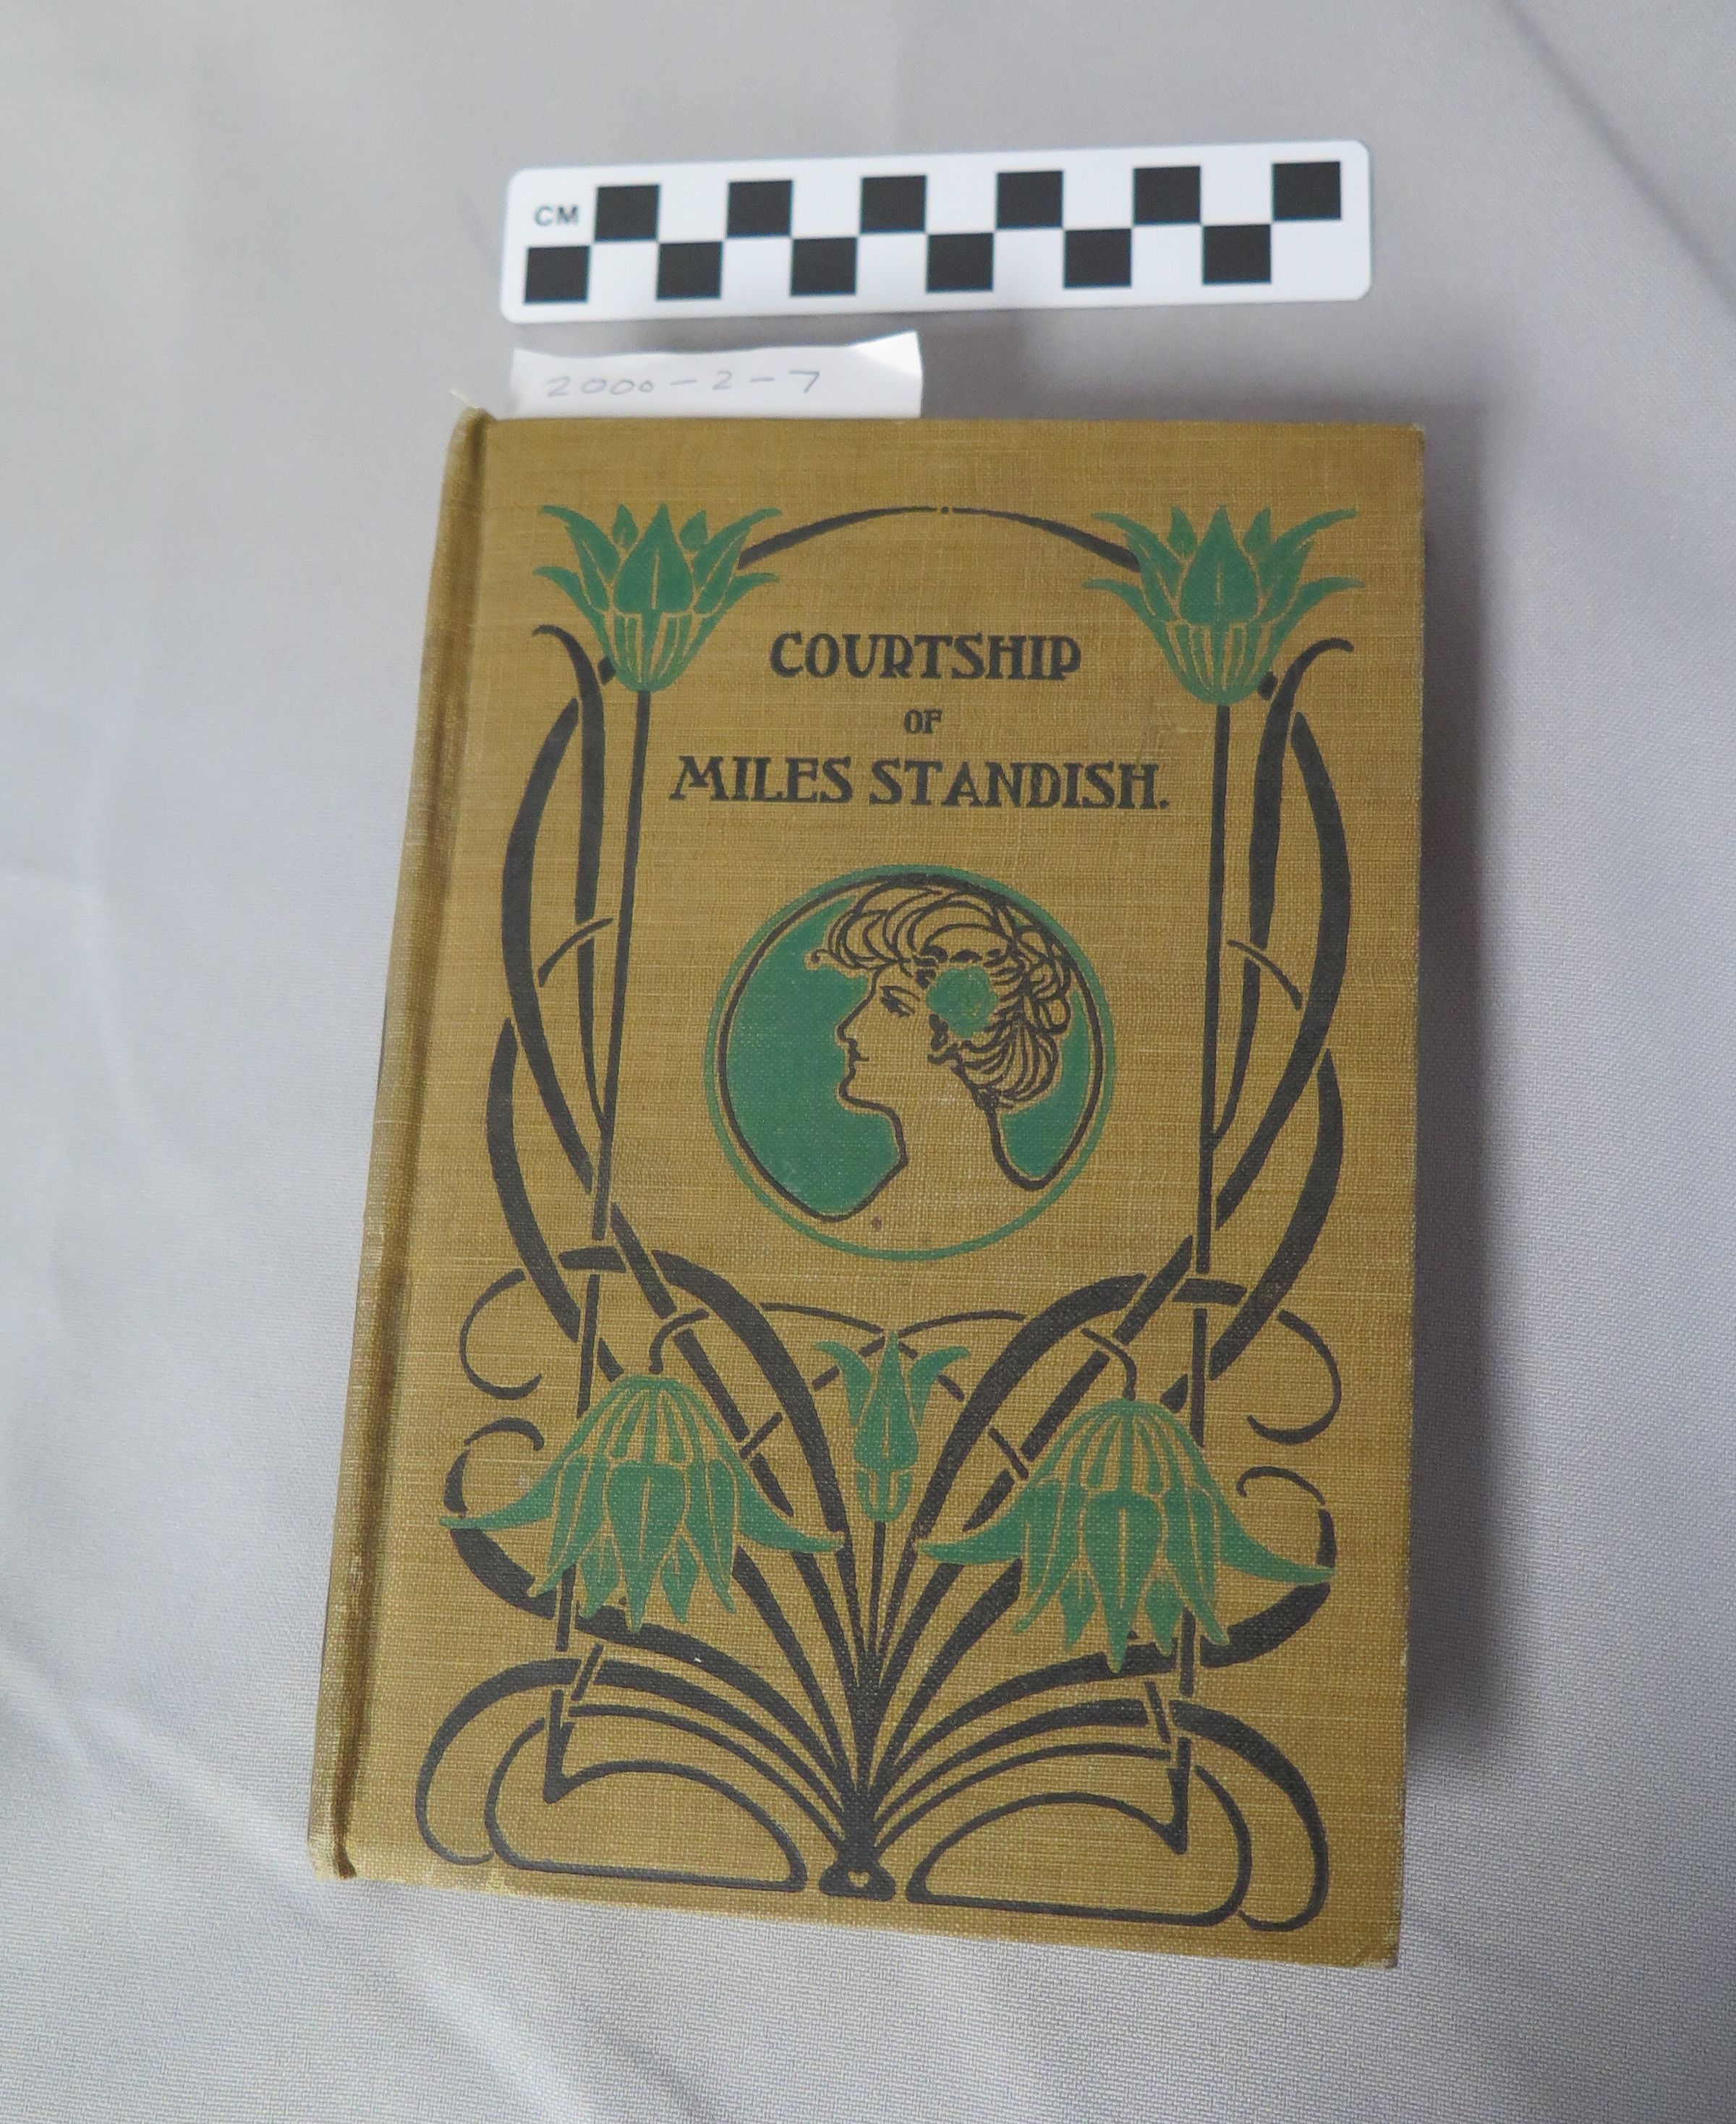 CM
2000-2-7
COURTSHIP
OF
MILES STANDISH.